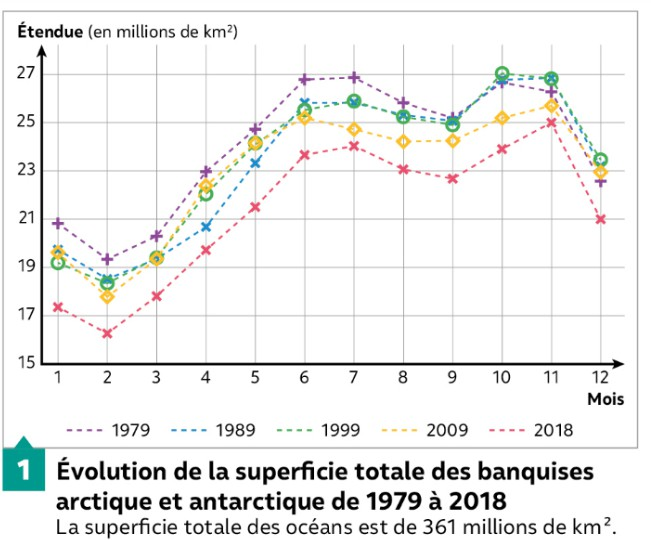 Étendue (en millions de km²)
27
25
23
21
19
17
15
1 2 3 4 5 6 7 8 9 10 11 12
Mois
1979 1989 1999 2009 2018
1 Évolution de la superficie totale des banquises
arctique et antarctique de 1979 à 2018
La superficie totale des océans est de 361 millions de km².